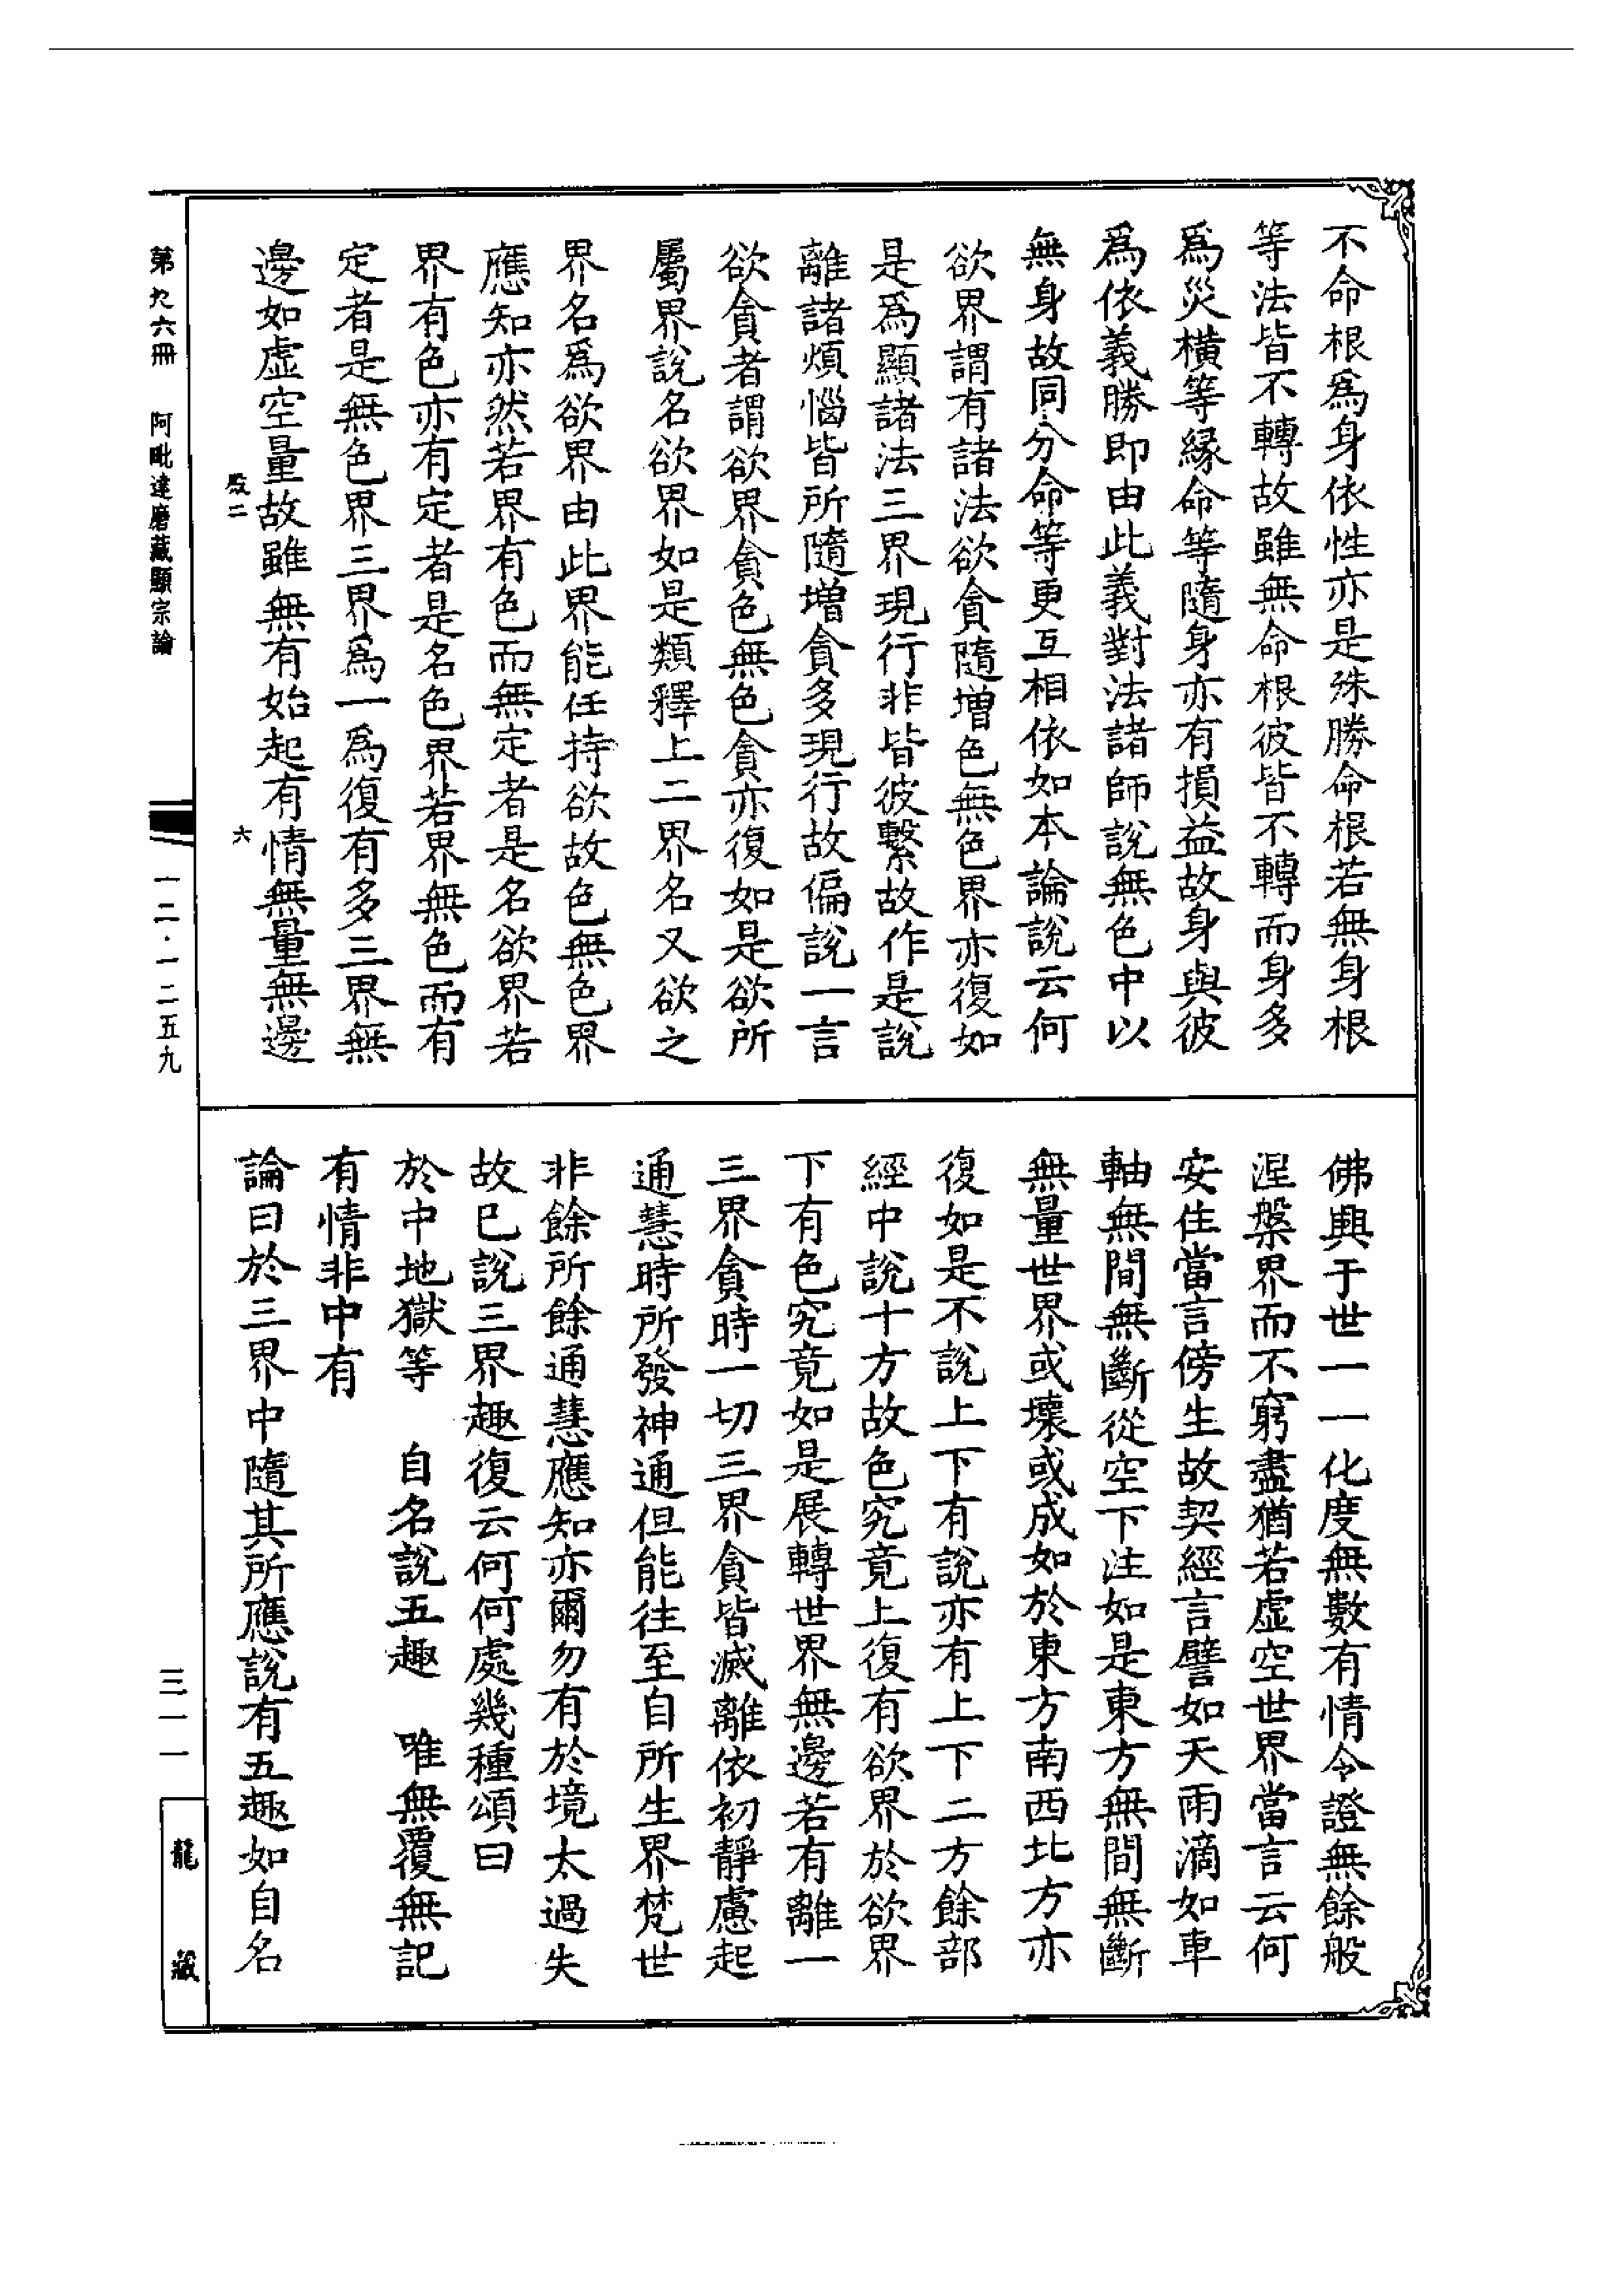 不命根爲身依性亦是殊勝命根若無身根
等法皆不轉故雖無命根彼皆不轉而身多
爲災橫等縁命等隨身亦有損益故身與彼
爲依義勝即由此義對法諸師說無色中以
無身故同分命等更互相依如本論說云何
欲界謂有諸法欲貪隨增色無色界亦復如
是爲顯諸法三界現行非皆彼繫故作是說
離諸煩惱皆所隨增貪多現行故偏說一言
欲貪者謂欲界貪色無色貪亦復如是欲所
屬界說名欲界如是類釋上二界名又欲之
界名爲欲界由此界能任持欲故色無色界
應知亦然若界有色而無定者是名欲界若
界有色亦有定者是名色界若界無色而有
定者是無色界三界爲一爲復有多三界無
邊如虛空量故雖無有始起有情無量無邊
佛興于世一一化度無數有情令證無餘般
涅槃界而不窮盡猶若虛空世界當言云何
安住當言傍生故契經言譬如天雨滴如車
軸無間無斷從空下注如是東方無間無斷
無量世界或壞或成如於東方南西北方亦
復如是不說上下有說亦有上下二方餘部
經中說十方故色究竟上復有欲界於欲界
下有色究竟如是展轉世界無邊若有離一
三界貪時一切三界貪皆滅離依初靜慮起
通慧時所發神通但能往至自所生界梵世
非餘所餘通慧應知亦爾勿有於境太過失
故已說三界趣復云何何處幾種頌曰
於中地獄等　自名說五趣　唯無覆無記
有情非中有
論曰於三界中隨其所應說有五趣如自名
第九六冊　阿毗達磨藏顯宗論
殷二　六
一二·一二五九
三一一
龍藏